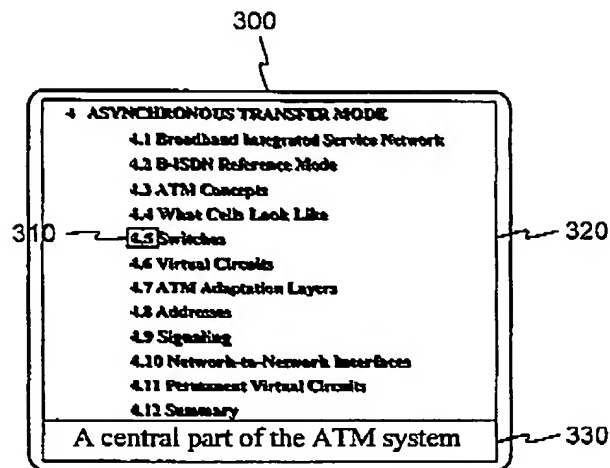 300
4 ASYNCHRONOUS TRANSFER MODE
4.1 Broadband Integrated Service Network
4.2 B-ISDN Reference Mode
4.3 ATM Concepts
4.4 What Cells Look Like
310
4.5 Switches
320
4.6 Virtual Circuits
4.7 ATM Adaptation Layers
4.8 Addresses
4.9 Signaling
4.10 Network-to-Network Interfaces
4.11 Permanent Virtual Circuits
4.12 Summary
A central part of the ATM system
330